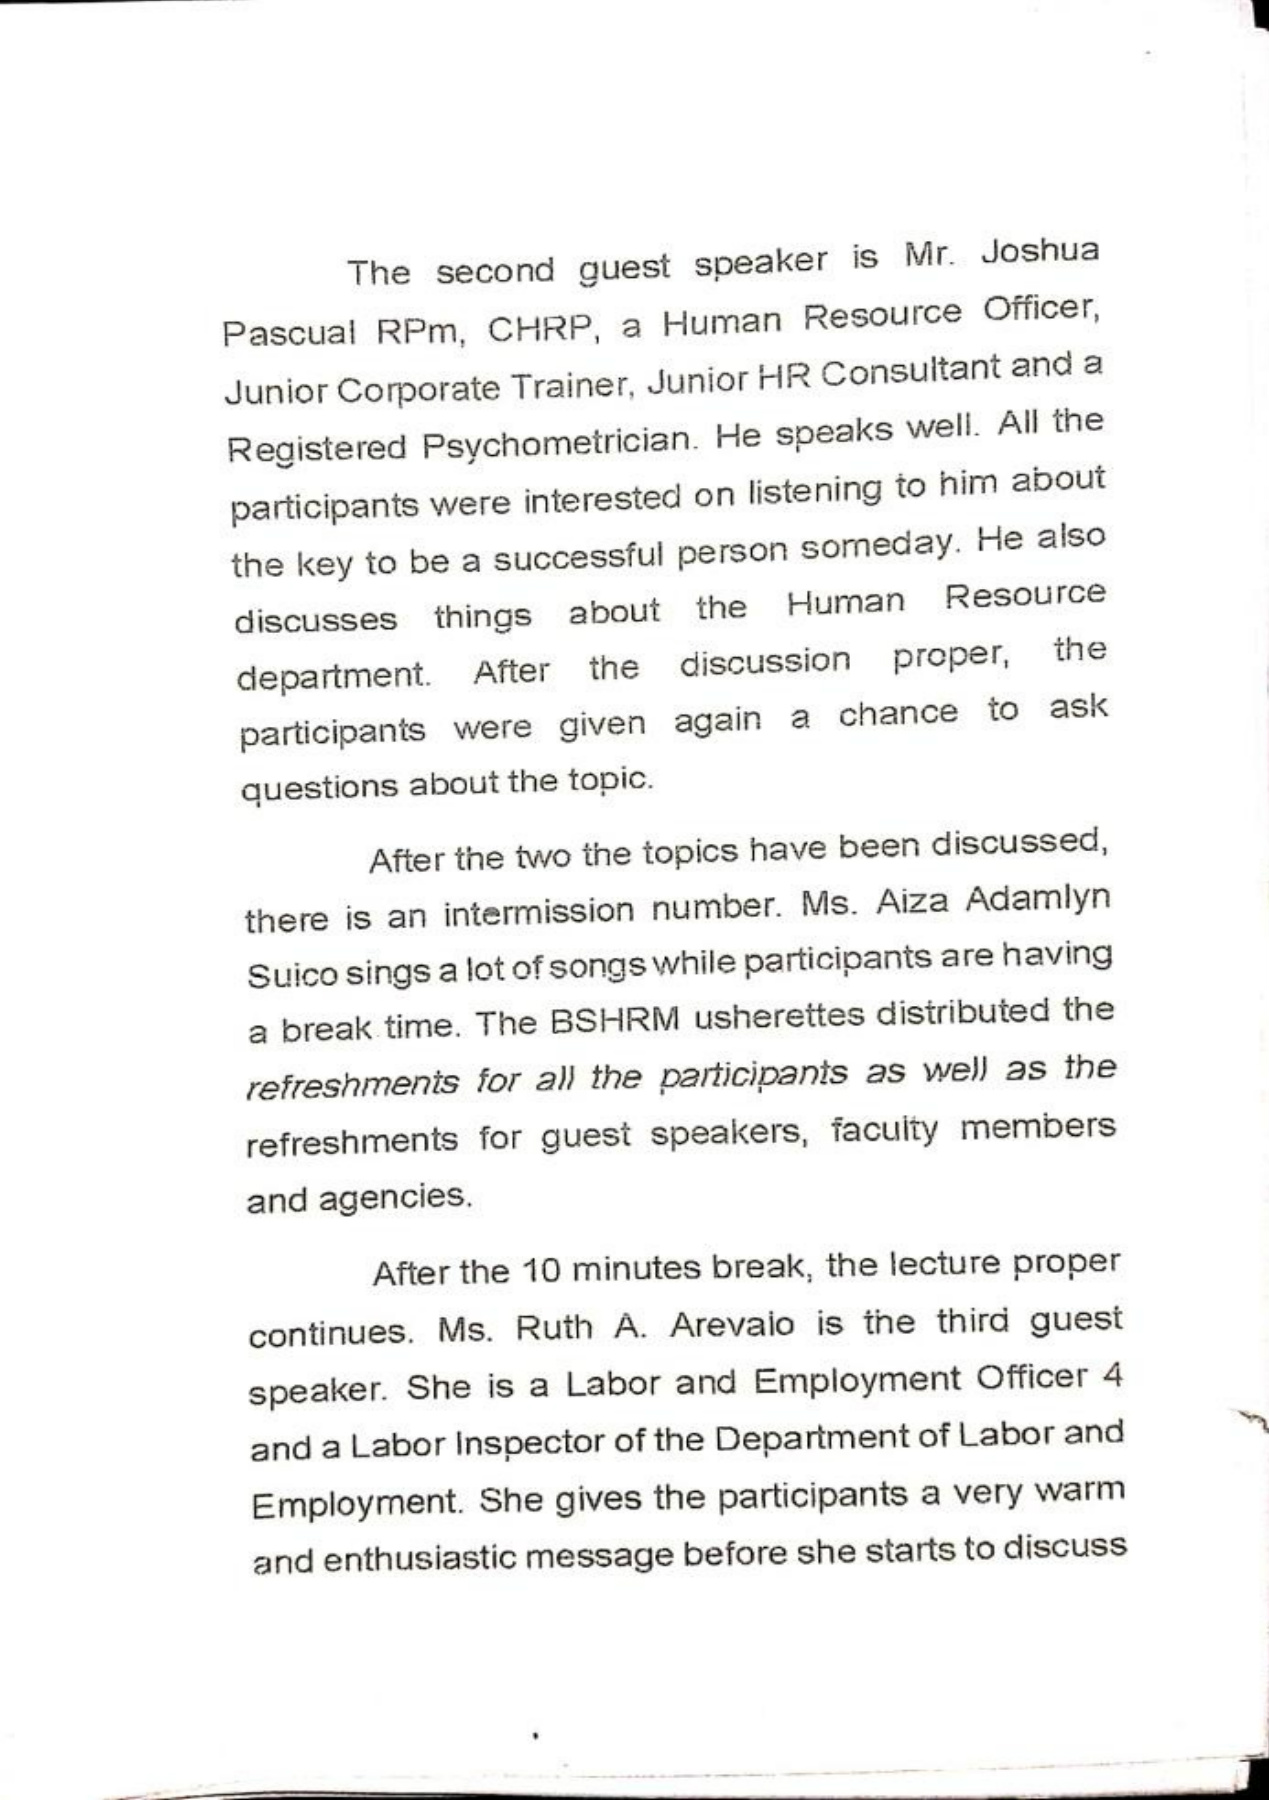 The second guest speaker is Mr. Joshua
Pascual RPm, CHRP, a Human Resource Officer,
Junior Corporate Trainer, Junior HR Consultant and a
Registered Psychometrician. He speaks well. All the
participants were interested on listening to him about
the key to be a successful person someday. He also
discusses things about the Human Resource
department. After the discussion proper, the
participants were given again a chance to ask
questions about the topic.
After the two the topics have been discussed,
there is an intermission number. Ms. Aiza Adamlyn
Suico sings a lot of songs while participants are having
a break time. The BSHRM usherettes distributed the
refreshments for all the participants as well as the
refreshments for guest speakers, faculty members
and agencies.
After the 10 minutes break, the lecture proper
continues. Ms. Ruth A. Arevalo is the third guest
speaker. She is a Labor and Employment Officer 4
and a Labor Inspector of the Department of Labor and
Employment. She gives the participants a very warm
and enthusiastic message before she starts to discuss